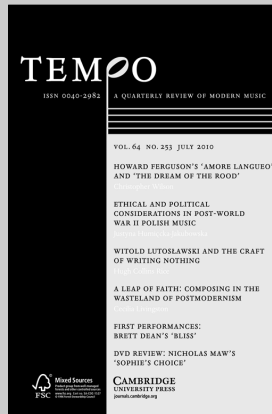 TEMPO
ISSN 0040-2982
A QUARTERLY REVIEW OF MODERN MUSIC
VOL. 64 NO. 253 JULY 2010
HOWARD FERGUSON'S 'AMORE LANGUEO'
AND 'THE DREAM OF THE ROOD'
ETHICAL AND POLITICAL
CONSIDERATIONS IN POST-WORLD
WAR II POLISH MUSIC
WITOLD LUTOSŁAWSKI AND THE CRAFT
OF WRITING NOTHING
A LEAP OF FAITH: COMPOSING IN THE
WASTELAND OF POSTMODERNISM
FIRST PERFORMANCES:
BRETT DEAN'S 'BLISS'
DVD REVIEW: NICHOLAS MAW'S
'SOPHIE'S CHOICE'
FSC
Mixed Sources
CAMBRIDGE
UNIVERSITY PRESS
journals.cambridge.org